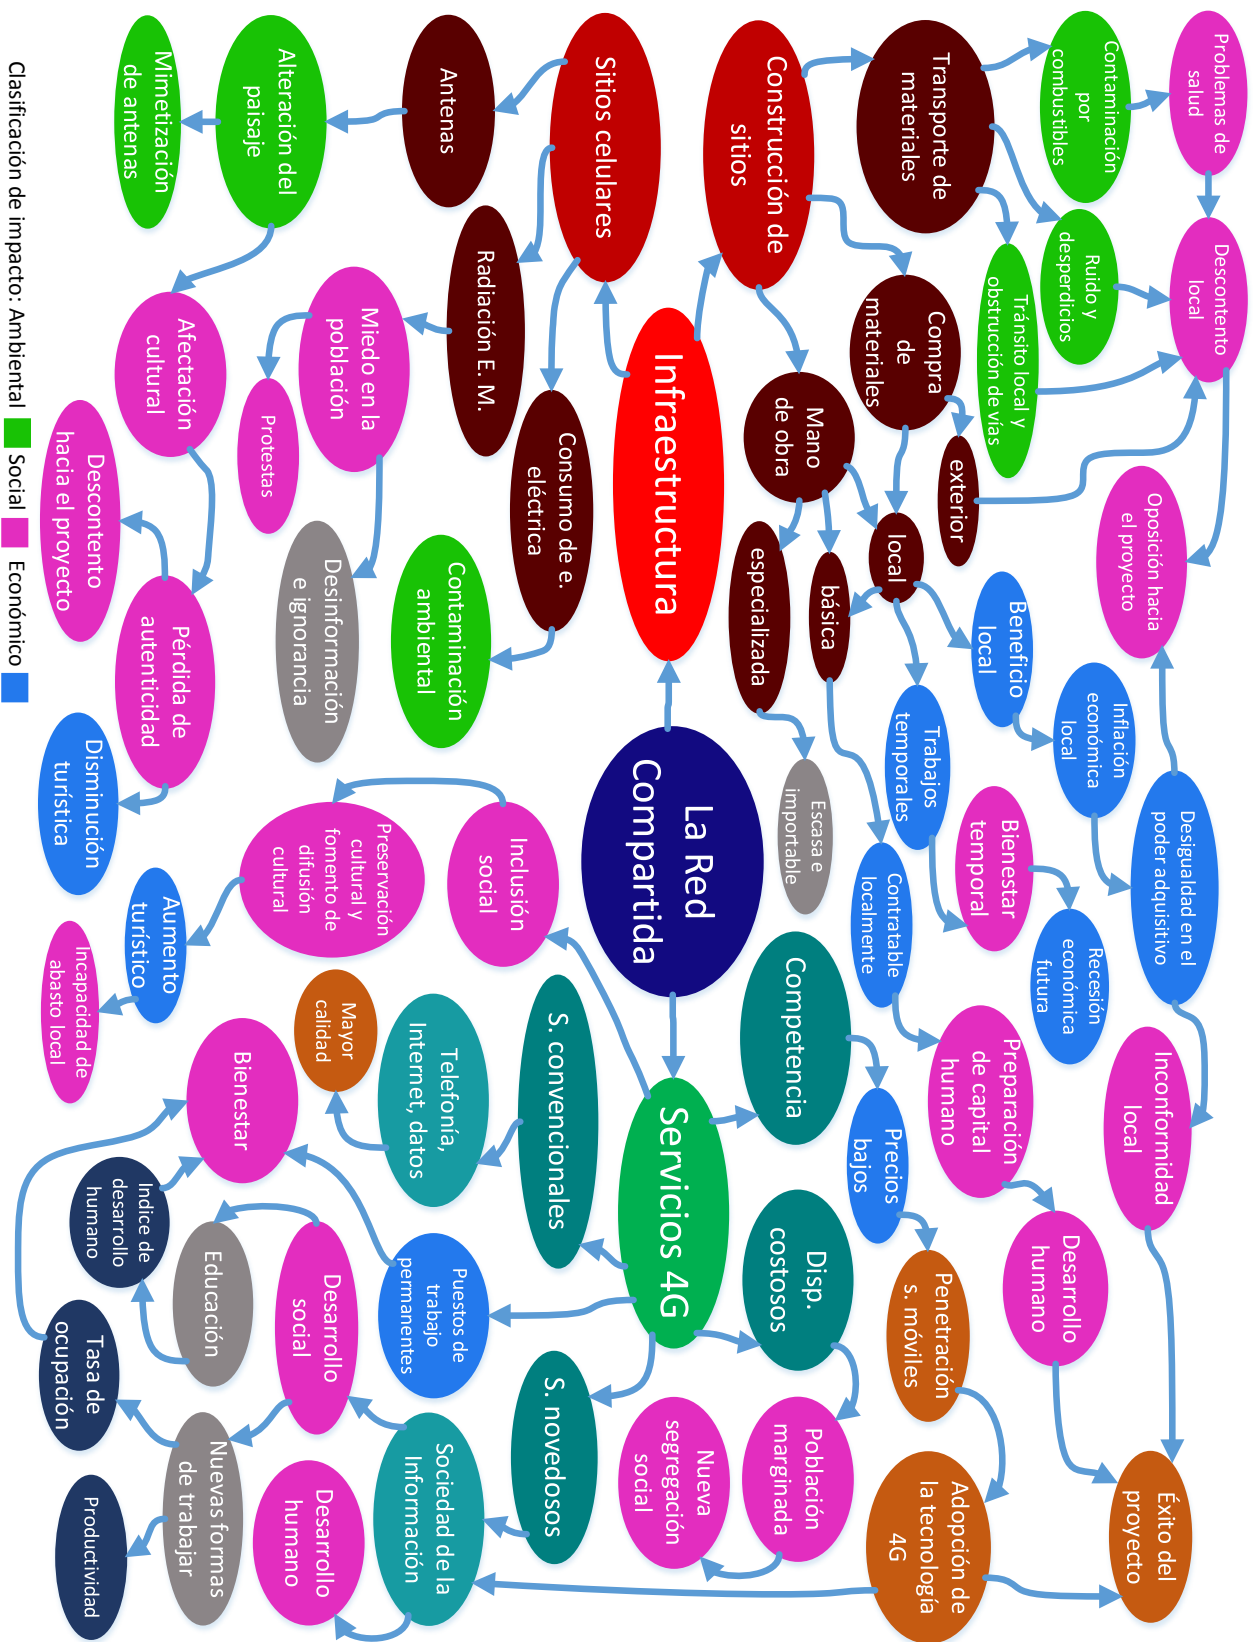 Problemas de
salud
Descontento
local
Oposición hacia
el proyecto
Desigualdad en el
poder adquisitivo
Inconformidad
local
Éxito del
proyecto
Contaminación
por
combustibles
Ruido y
desperdicios
Tránsito local y
obstrucción de vías
Beneficio
local
Inflación
económica
local
Bienestar
temporal
Recesión
económica
futura
Preparación
de capital
humano
Desarrollo
humano
Transporte de
materiales
Compra
de
materiales
exterior
local
Trabajos
temporales
Contratable
localmente
Precios
bajos
Penetración
s. móviles
Adopción de
la tecnología
4G
Construcción de
sitios
Mano
de obra
básica
especializada
Escasa e
importable
Competencia
Disp.
costosos
Población
marginada
Nueva
segregación
social
Infraestructura
La Red
Compartida
Servicios 4G
Sitios celulares
Consumo de e.
eléctrica
Inclusión
social
S. convencionales
S. novedosos
Antenas
Radiación E. M.
Contaminación
ambiental
Telefonía,
Internet, datos
Puestos de
trabajo
permanentes
Sociedad de la
Información
Alteración del
paisaje
Miedo en la
población
Protestas
Desinformación
e ignorancia
Preservación
cultural y
fomento de
difusión
cultural
Mayor
calidad
Desarrollo
social
Desarrollo
humano
Mimetización
de antenas
Afectación
cultural
Pérdida de
autenticidad
Aumento
turístico
Bienestar
Educación
Nuevas formas
de trabajar
Descontento
hacia el proyecto
Disminución
turística
Incapacidad de
abasto local
Indice de
desarrollo
humano
Tasa de
ocupación
Productividad
Clasificación de impacto: Ambiental Social Económico